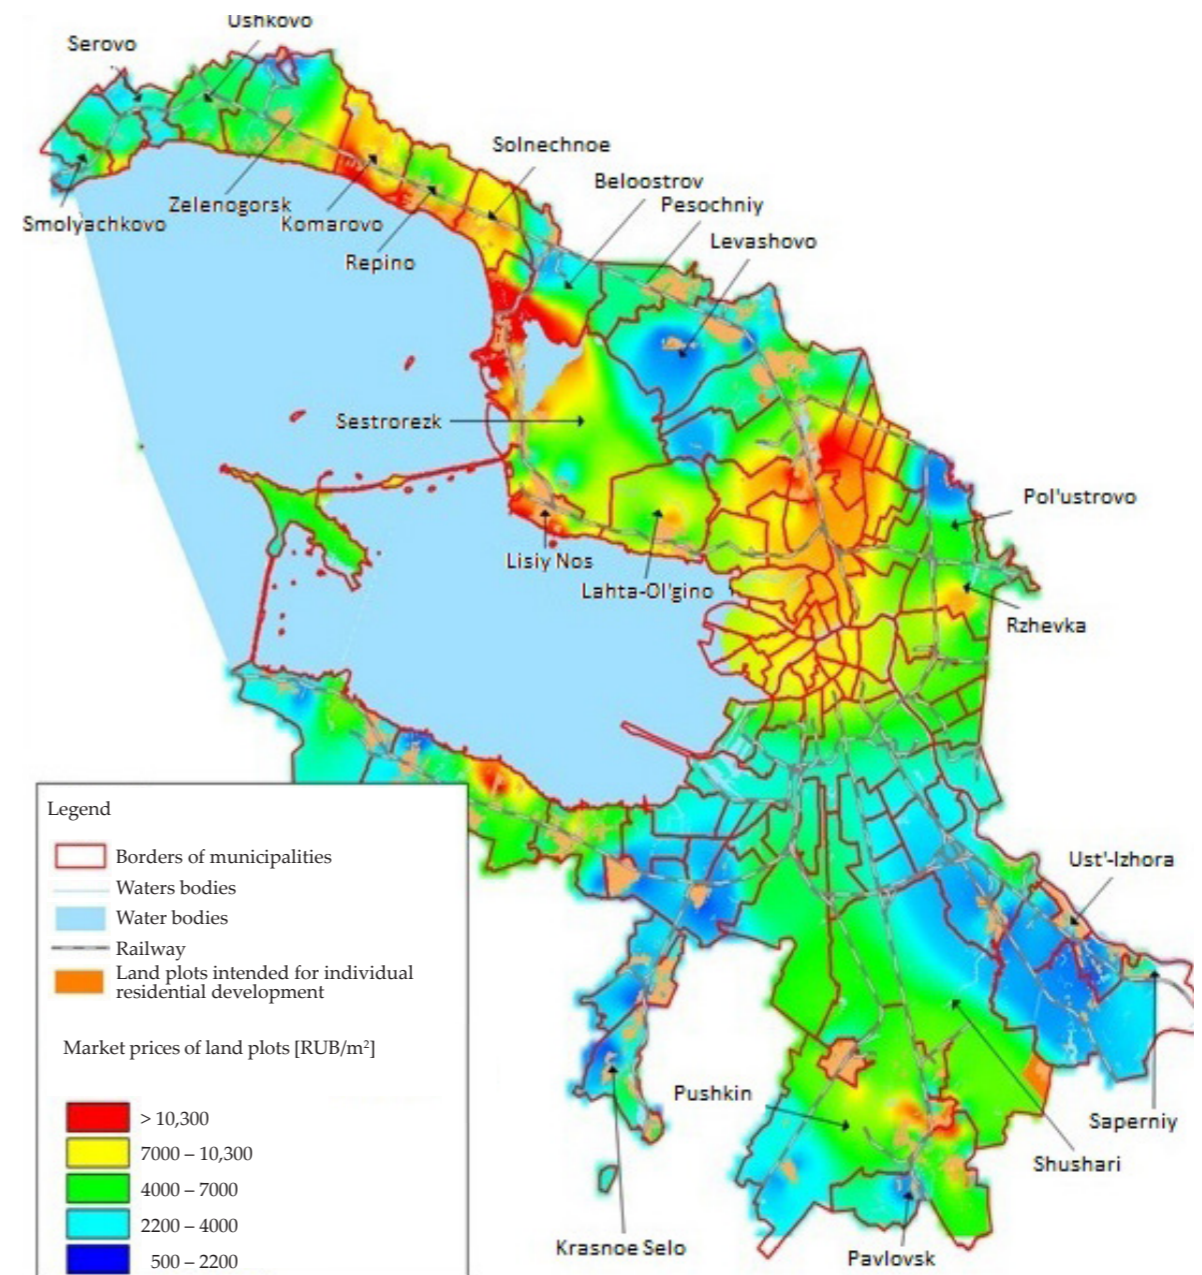 Ushkovo
Serovo
Solnechnoe
Beloostrov
Pesochniy
Zelenogorsk
Smolyachkovo
Komarovo
Levashovo
Repino
Sestrorezk
Pol'ustrovo
Lisiy Nos
Lahta-Ol'gino
Rzhevka
Legend
Borders of municipalities
Waters bodies
Water bodies
Railway
Land plots intended for individual
residential development
Market prices of land plots [RUB/m²]
> 10,300
7000 – 10,300
4000 – 7000
2200 – 4000
500 – 2200
Ust'-Izhora
Pushkin
Saperniy
Shushari
Krasnoe Selo
Pavlovsk